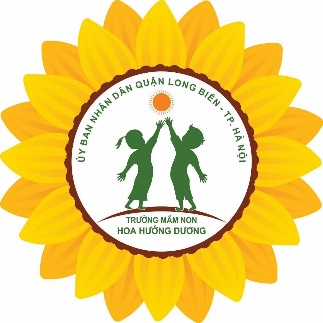 ỦY BAN NHÂN DÂN QUẬN LONG BIÊN - TP. HÀ NỘI
TRƯỜNG MẦM NON
HOA HƯỚNG DƯƠNG